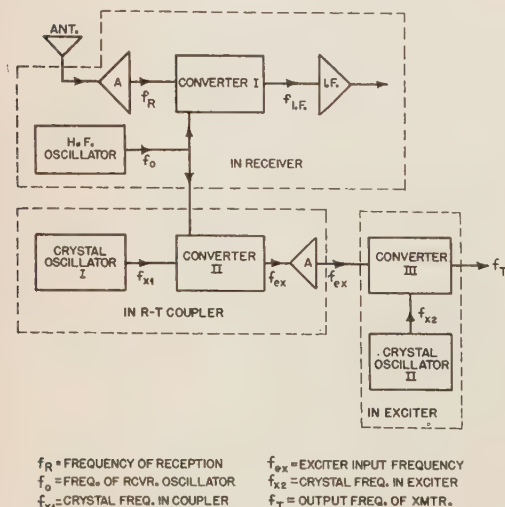 ANT.
A
f_R
CONVERTER I
f_I.F.
I.F.
H.F.
OSCILLATOR
f_o
IN RECEIVER
CRYSTAL
OSCILLATOR
I
f_x1
CONVERTER
II
f_ex
A
f_ex
CONVERTER
III
f_T
IN R-T COUPLER
f_x2
CRYSTAL
OSCILLATOR
II
IN EXCITER
f_R = FREQUENCY OF RECEPTION
f_o = FREQ. OF RCVR. OSCILLATOR
f_x1 = CRYSTAL FREQ. IN COUPLER
f_ex = EXCITER INPUT FREQUENCY
f_x2 = CRYSTAL FREQ. IN EXCITER
f_T = OUTPUT FREQ. OF XMTR.